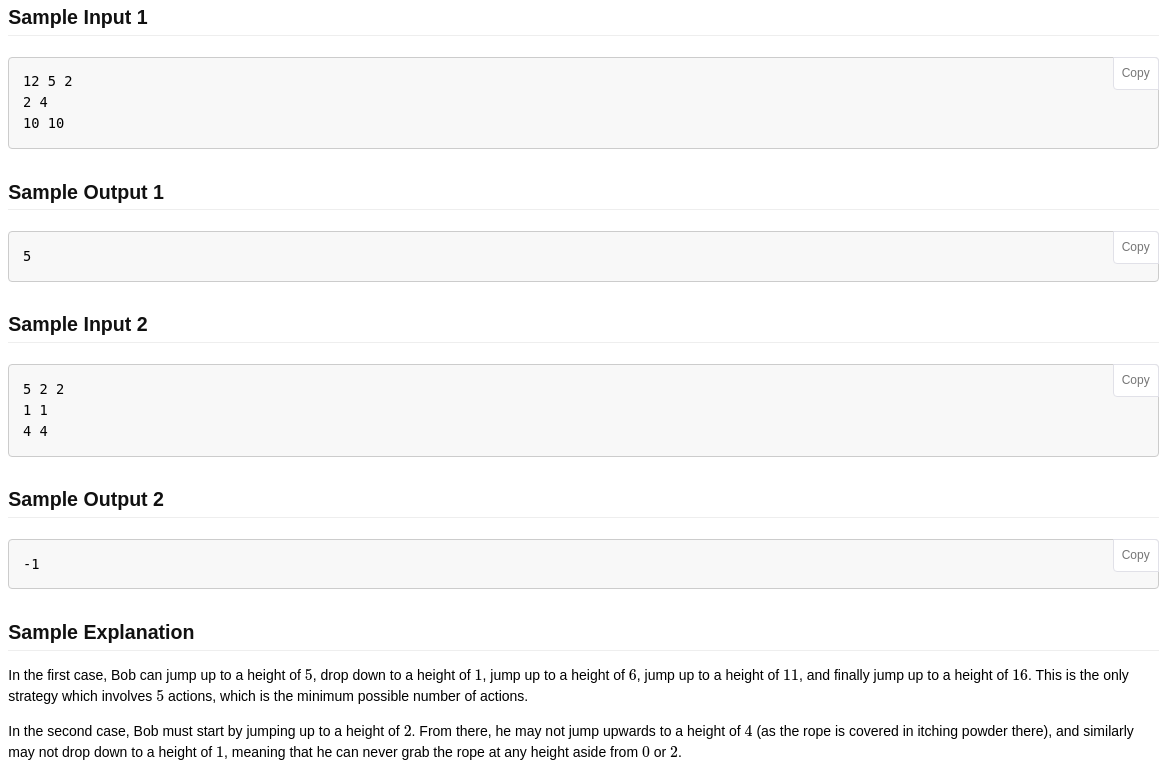 Sample Input 1
Copy
12 5 2
2 4
10 10
Sample Output 1
Copy
5
Sample Input 2
Copy
5 2 2
1 1
4 4
Sample Output 2
Copy
-1
Sample Explanation
In the first case, Bob can jump up to a height of 5, drop down to a height of 1, jump up to a height of 6, jump up to a height of 11, and finally jump up to a height of 16. This is the only
strategy which involves 5 actions, which is the minimum possible number of actions.
In the second case, Bob must start by jumping up to a height of 2. From there, he may not jump upwards to a height of 4 (as the rope is covered in itching powder there), and similarly
may not drop down to a height of 1, meaning that he can never grab the rope at any height aside from 0 or 2.